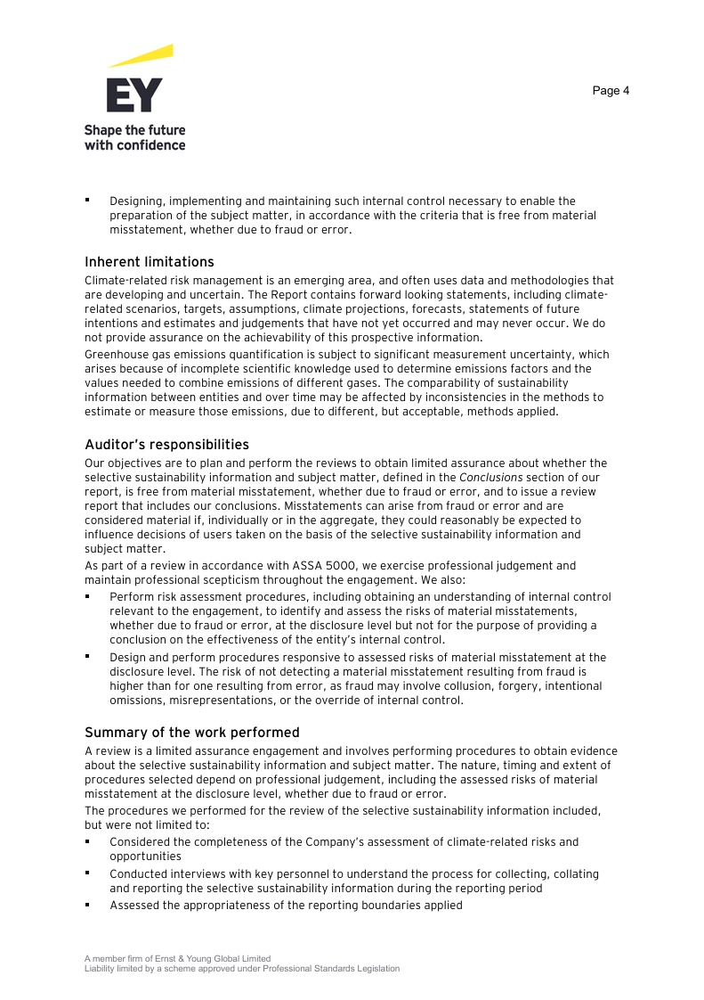 EY
Shape the future
with confidence
Page 4
▪ Designing, implementing and maintaining such internal control necessary to enable the
preparation of the subject matter, in accordance with the criteria that is free from material
misstatement, whether due to fraud or error.
Inherent limitations
Climate-related risk management is an emerging area, and often uses data and methodologies that
are developing and uncertain. The Report contains forward looking statements, including climate-
related scenarios, targets, assumptions, climate projections, forecasts, statements of future
intentions and estimates and judgements that have not yet occurred and may never occur. We do
not provide assurance on the achievability of this prospective information.
Greenhouse gas emissions quantification is subject to significant measurement uncertainty, which
arises because of incomplete scientific knowledge used to determine emissions factors and the
values needed to combine emissions of different gases. The comparability of sustainability
information between entities and over time may be affected by inconsistencies in the methods to
estimate or measure those emissions, due to different, but acceptable, methods applied.
Auditor's responsibilities
Our objectives are to plan and perform the reviews to obtain limited assurance about whether the
selective sustainability information and subject matter, defined in the Conclusions section of our
report, is free from material misstatement, whether due to fraud or error, and to issue a review
report that includes our conclusions. Misstatements can arise from fraud or error and are
considered material if, individually or in the aggregate, they could reasonably be expected to
influence decisions of users taken on the basis of the selective sustainability information and
subject matter.
As part of a review in accordance with ASSA 5000, we exercise professional judgement and
maintain professional scepticism throughout the engagement. We also:
▪ Perform risk assessment procedures, including obtaining an understanding of internal control
relevant to the engagement, to identify and assess the risks of material misstatements,
whether due to fraud or error, at the disclosure level but not for the purpose of providing a
conclusion on the effectiveness of the entity's internal control.
▪ Design and perform procedures responsive to assessed risks of material misstatement at the
disclosure level. The risk of not detecting a material misstatement resulting from fraud is
higher than for one resulting from error, as fraud may involve collusion, forgery, intentional
omissions, misrepresentations, or the override of internal control.
Summary of the work performed
A review is a limited assurance engagement and involves performing procedures to obtain evidence
about the selective sustainability information and subject matter. The nature, timing and extent of
procedures selected depend on professional judgement, including the assessed risks of material
misstatement at the disclosure level, whether due to fraud or error.
The procedures we performed for the review of the selective sustainability information included,
but were not limited to:
▪ Considered the completeness of the Company's assessment of climate-related risks and
opportunities
▪ Conducted interviews with key personnel to understand the process for collecting, collating
and reporting the selective sustainability information during the reporting period
▪ Assessed the appropriateness of the reporting boundaries applied
A member firm of Ernst & Young Global Limited
Liability limited by a scheme approved under Professional Standards Legislation